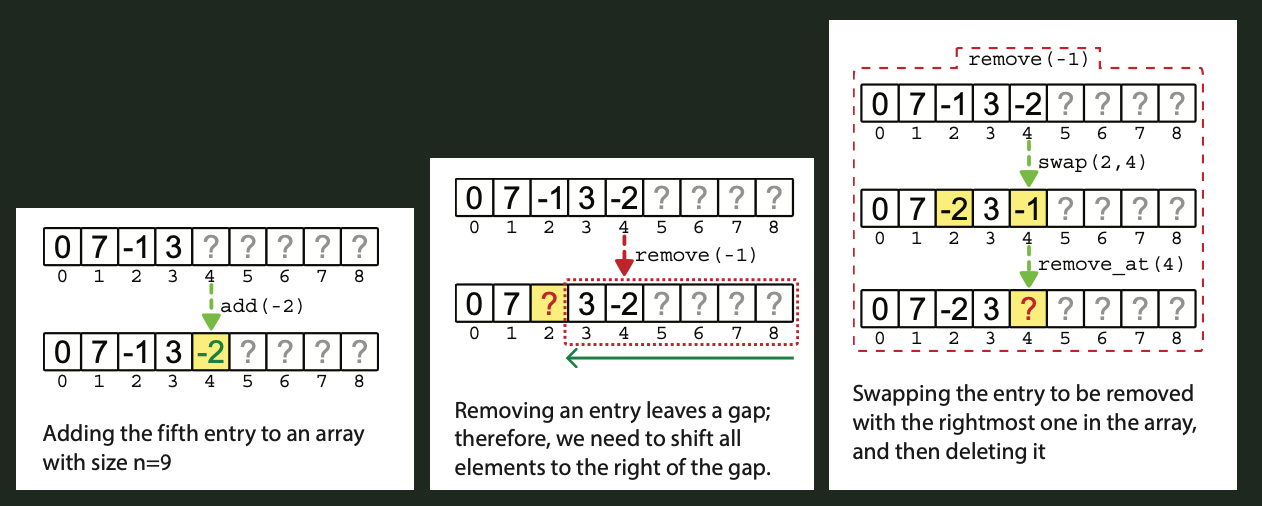 0 7 -1 3 ? ? ? ? ?
0 1 2 3 4 5 6 7 8
add(-2)
0 7 -1 3 -2 ? ? ? ?
0 1 2 3 4 5 6 7 8
Adding the fifth entry to an array
with size n=9
0 7 -1 3 -2 ? ? ? ?
0 1 2 3 4 5 6 7 8
remove(-1)
0 7 ? 3 -2 ? ? ? ?
0 1 2 3 4 5 6 7 8
Removing an entry leaves a gap;
therefore, we need to shift all
elements to the right of the gap.
remove(-1)
0 7 -1 3 -2 ? ? ? ?
0 1 2 3 4 5 6 7 8
swap(2,4)
0 7 -2 3 -1 ? ? ? ?
0 1 2 3 4 5 6 7 8
remove_at(4)
0 7 -2 3 ? ? ? ? ?
0 1 2 3 4 5 6 7 8
Swapping the entry to be removed
with the rightmost one in the array,
and then deleting it